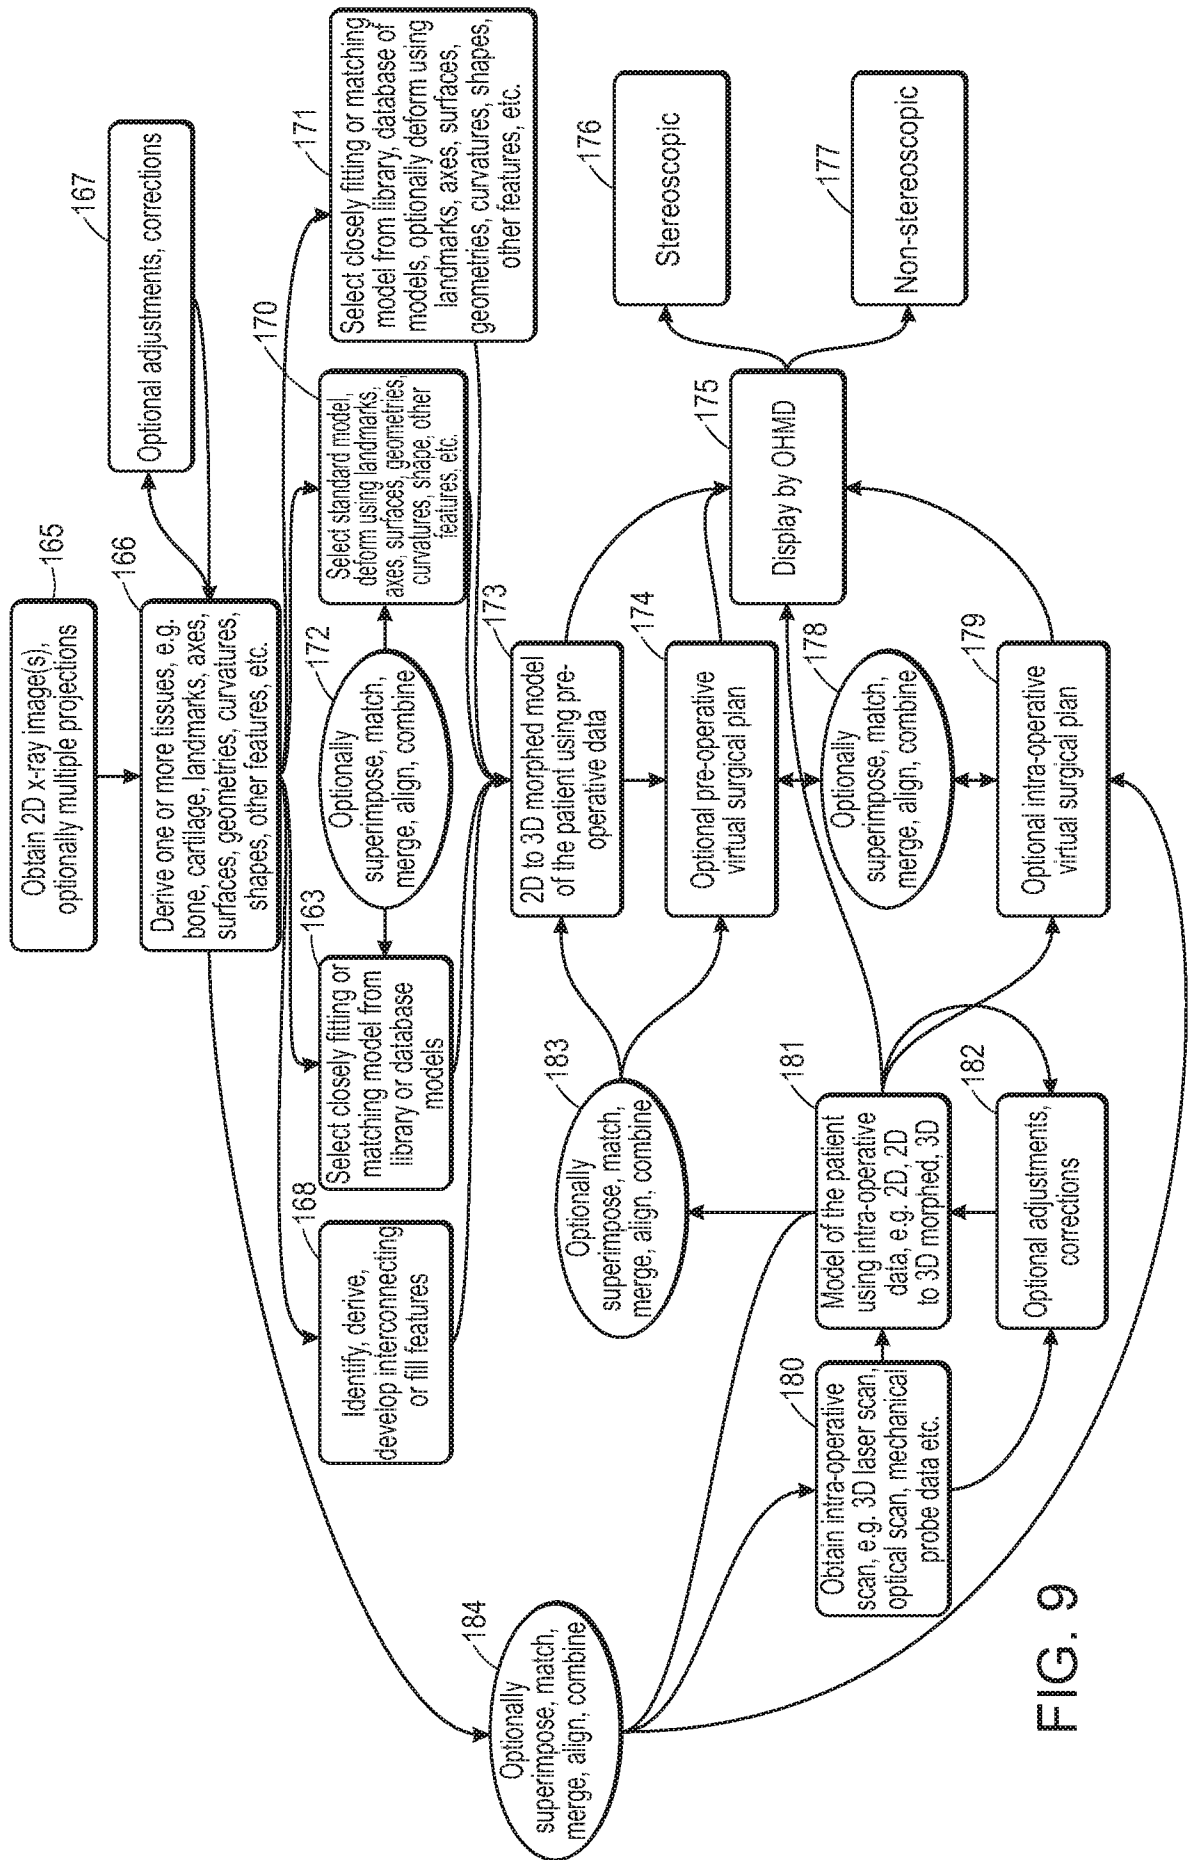 165
Obtain 2D x-ray image(s),
optionally multiple projections
166
Derive one or more tissues, e.g.
bone, cartilage, landmarks, axes,
surfaces, geometries, curvatures,
shapes, other features, etc.
167
Optional adjustments, corrections
168
Identify, derive,
develop interconnecting
or fill features
163
Select closely fitting or
matching model from
library or database
models
172
Optionally
superimpose, match,
merge, align, combine
170
Select standard model,
deform using landmarks,
axes, surfaces, geometries,
curvatures, shape, other
features, etc.
171
Select closely fitting or matching
model from library, database of
models, optionally deform using
landmarks, axes, surfaces,
geometries, curvatures, shapes,
other features, etc.
184
Optionally
superimpose, match,
merge, align, combine
183
Optionally
superimpose, match,
merge, align, combine
173
2D to 3D morphed model
of the patient using pre-
operative data
174
Optional pre-operative
virtual surgical plan
175
Display by OHMD
176
Stereoscopic
177
Non-stereoscopic
178
Optionally
superimpose, match,
merge, align, combine
179
Optional intra-operative
virtual surgical plan
180
Obtain intra-operative
scan, e.g. 3D laser scan,
optical scan, mechanical
probe data etc.
181
Model of the patient
using intra-operative
data, e.g. 2D, 2D
to 3D morphed, 3D
182
Optional adjustments,
corrections
FIG. 9